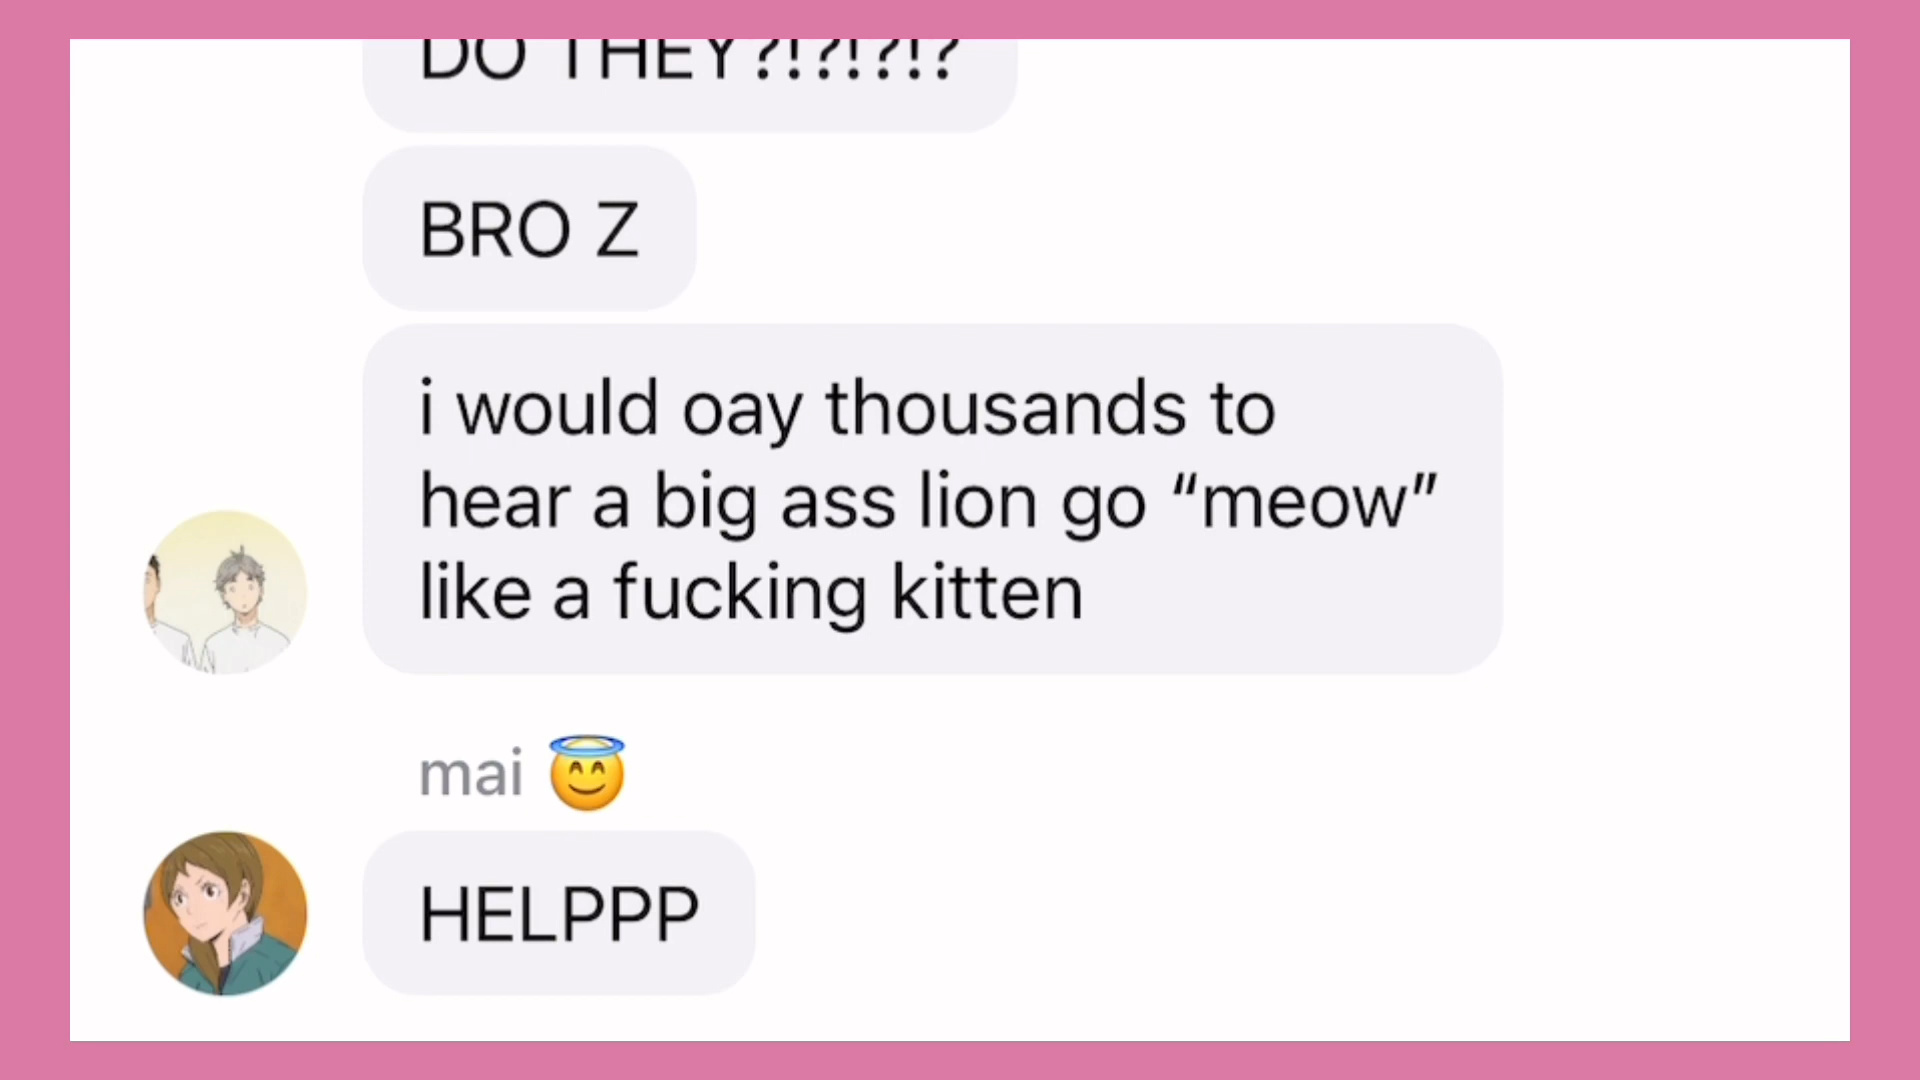 DO THEY?!?!?!?
BRO Z
i would oay thousands to
hear a big ass lion go “meow”
like a fucking kitten
mai 😇
HELPPP